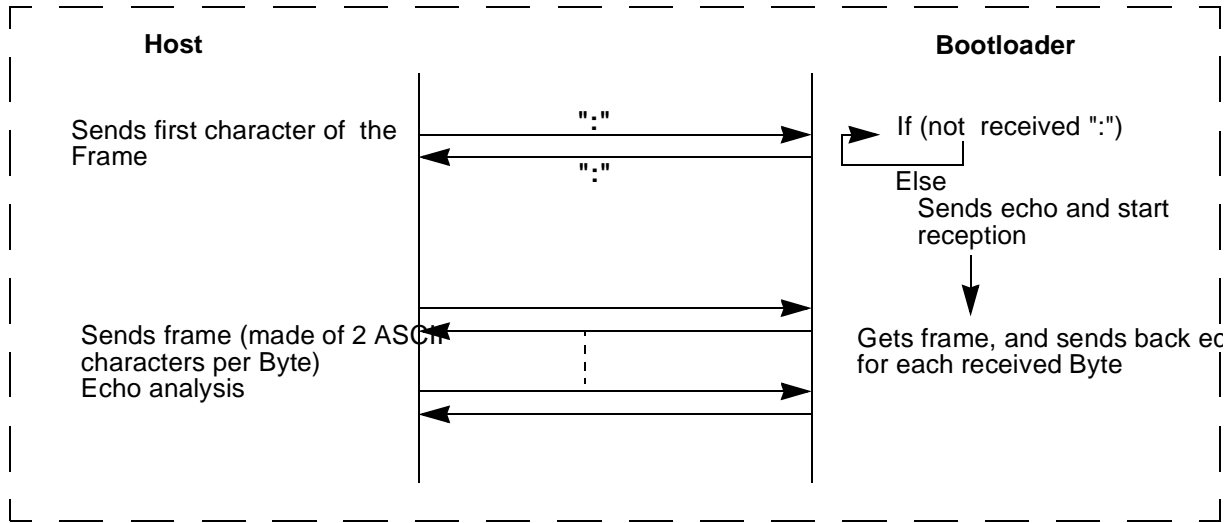 Host
Bootloader
Sends first character of the
Frame
":"
":"
If (not received ":")
Else
Sends echo and start
reception
Sends frame (made of 2 ASCII
characters per Byte)
Echo analysis
Gets frame, and sends back
for each received Byte